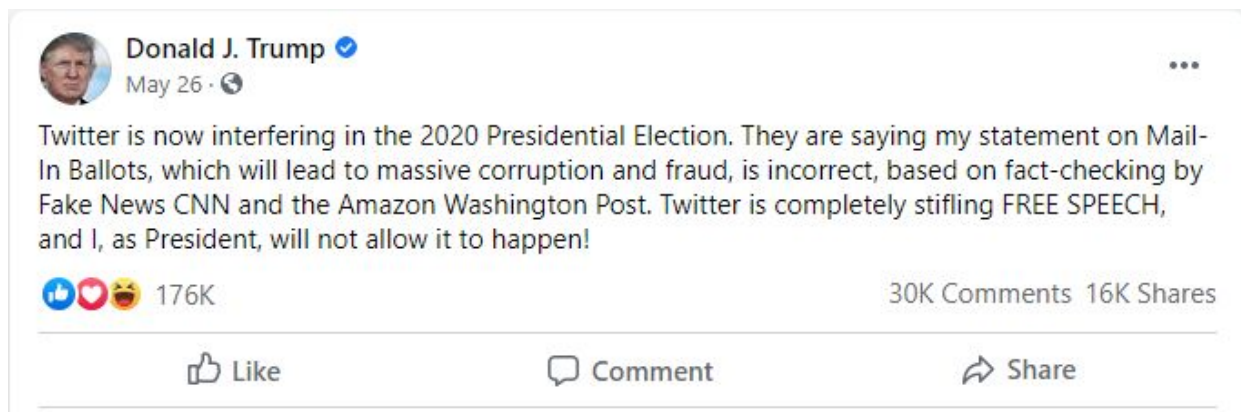 Donald J. Trump
May 26 ·
Twitter is now interfering in the 2020 Presidential Election. They are saying my statement on Mail-
In Ballots, which will lead to massive corruption and fraud, is incorrect, based on fact-checking by
Fake News CNN and the Amazon Washington Post. Twitter is completely stifling FREE SPEECH,
and I, as President, will not allow it to happen!
176K 30K Comments 16K Shares
Like Comment Share